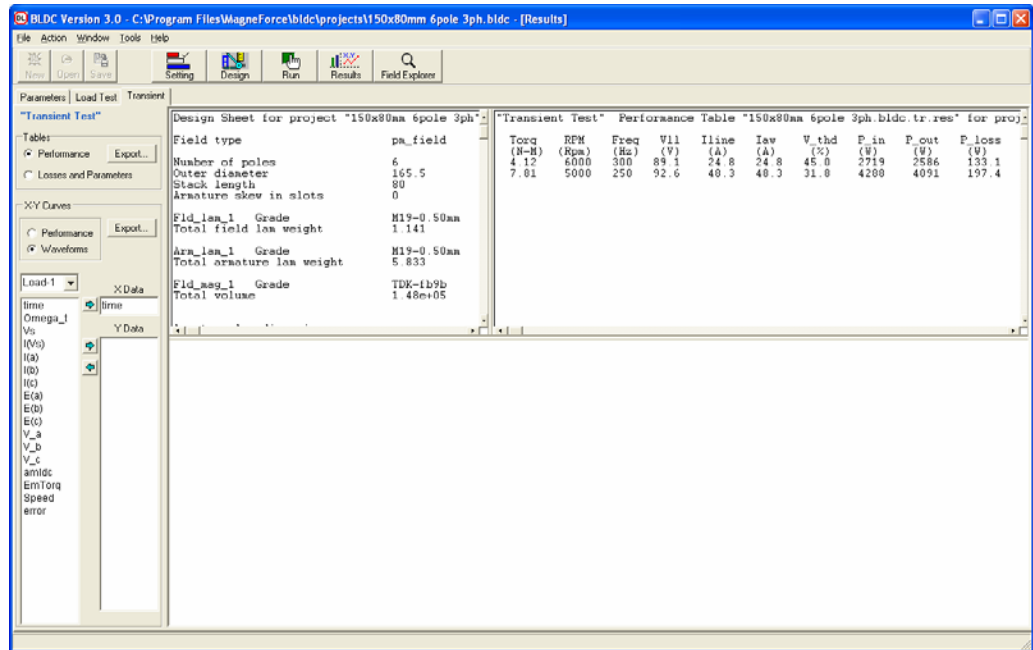 BLDC Version 3.0 - C:\Program Files\MagneForce\bldc\projects\150x80mm 6pole 3ph.bldc - [Results]
File Action Window Tools Help
New Open Save Setting Design Run Results Field Explorer
Parameters Load Test Transient
"Transient Test"
Tables
Performance Export...
Losses and Parameters
X-Y Curves
Performance Export...
Waveforms
Load-1
X Data
time
time
Omega_t
Y Data
Vs
I(Vs)
I(a)
I(b)
I(c)
E(a)
E(b)
E(c)
V_a
V_b
V_c
amldc
EmTorq
Speed
error
Design Sheet for project "150x80mm 6pole 3ph"
Field type pm_field
Number of poles 6
Outer diameter 165.5
Stack length 80
Armature skew in slots 0
Fld_lam_1 Grade M19-0.50mm
Total field lam weight 1.141
Arm_lam_1 Grade M19-0.50mm
Total armature lam weight 5.833
Fld_mag_1 Grade TDK-fb9b
Total volume 1.48e+05
"Transient Test" Performance Table "150x80mm 6pole 3ph.bldc.tr.res" for proj
Torq RPM Freq Vll Iline Iaw V_thd P_in P_out P_loss
(N-M) (Rpm) (Hz) (V) (A) (A) (%) (W) (W) (W)
4.12 6000 300 89.1 24.8 24.8 45.0 2719 2586 133.1
7.81 5000 250 92.6 48.3 48.3 31.8 4288 4091 197.4